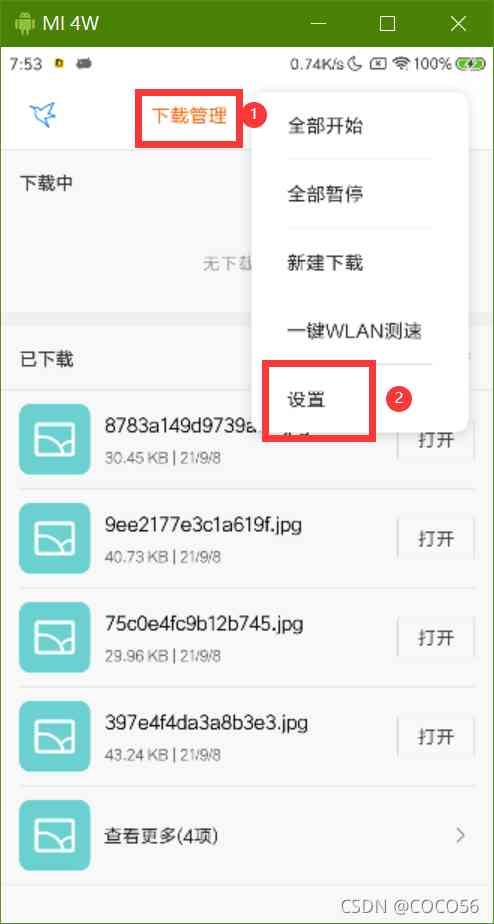 MI 4W
7:53
0.74K/s
100%
下载管理
1
全部开始
全部暂停
新建下载
一键WLAN测速
设置
2
下载中
无下载
已下载
8783a149d9739a
30.45 KB | 21/9/8
打开
9ee2177e3c1a619f.jpg
40.73 KB | 21/9/8
打开
75c0e4fc9b12b745.jpg
29.96 KB | 21/9/8
打开
397e4f4da3a8b3e3.jpg
43.24 KB | 21/9/8
打开
查看更多(4项)
CSDN @COCO56